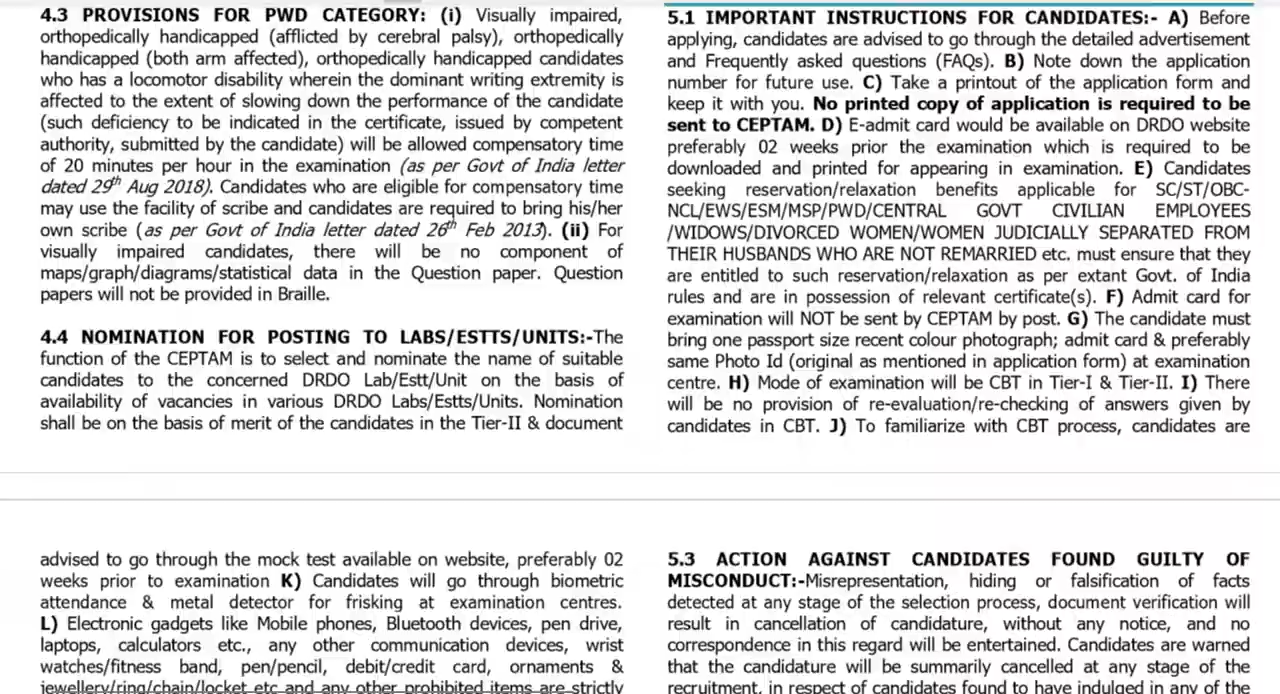 4.3 PROVISIONS FOR PWD CATEGORY: (i) Visually impaired,
orthopedically handicapped (afflicted by cerebral palsy), orthopedically
handicapped (both arm affected), orthopedically handicapped candidates
who has a locomotor disability wherein the dominant writing extremity is
affected to the extent of slowing down the performance of the candidate
(such deficiency to be indicated in the certificate, issued by competent
authority, submitted by the candidate) will be allowed compensatory time
of 20 minutes per hour in the examination (as per Govt of India letter
dated 29th Aug 2018). Candidates who are eligible for compensatory time
may use the facility of scribe and candidates are required to bring his/her
own scribe (as per Govt of India letter dated 26th Feb 2013). (ii) For
visually impaired candidates, there will be no component of
maps/graph/diagrams/statistical data in the Question paper. Question
papers will not be provided in Braille.
4.4 NOMINATION FOR POSTING TO LABS/ESTTS/UNITS:-The
function of the CEPTAM is to select and nominate the name of suitable
candidates to the concerned DRDO Lab/Estt/Unit on the basis of
availability of vacancies in various DRDO Labs/Estts/Units. Nomination
shall be on the basis of merit of the candidates in the Tier-II & document
5.1 IMPORTANT INSTRUCTIONS FOR CANDIDATES:- A) Before
applying, candidates are advised to go through the detailed advertisement
and Frequently asked questions (FAQs). B) Note down the application
number for future use. C) Take a printout of the application form and
keep it with you. No printed copy of application is required to be
sent to CEPTAM. D) E-admit card would be available on DRDO website
preferably 02 weeks prior the examination which is required to be
downloaded and printed for appearing in examination. E) Candidates
seeking reservation/relaxation benefits applicable for SC/ST/OBC-
NCL/EWS/ESM/MSP/PWD/CENTRAL GOVT CIVILIAN EMPLOYEES
/WIDOWS/DIVORCED WOMEN/WOMEN JUDICIALLY SEPARATED FROM
THEIR HUSBANDS WHO ARE NOT REMARRIED etc. must ensure that they
are entitled to such reservation/relaxation as per extant Govt. of India
rules and are in possession of relevant certificate(s). F) Admit card for
examination will NOT be sent by CEPTAM by post. G) The candidate must
bring one passport size recent colour photograph; admit card & preferably
same Photo Id (original as mentioned in application form) at examination
centre. H) Mode of examination will be CBT in Tier-I & Tier-II. I) There
will be no provision of re-evaluation/re-checking of answers given by
candidates in CBT. J) To familiarize with CBT process, candidates are
advised to go through the mock test available on website, preferably 02
weeks prior to examination K) Candidates will go through biometric
attendance & metal detector for frisking at examination centres.
L) Electronic gadgets like Mobile phones, Bluetooth devices, pen drive,
laptops, calculators etc., any other communication devices, wrist
watches/fitness band, pen/pencil, debit/credit card, ornaments &
jewellery/ring/chain/locket etc and any other prohibited items are strictly
5.3 ACTION AGAINST CANDIDATES FOUND GUILTY OF
MISCONDUCT:-Misrepresentation, hiding or falsification of facts
detected at any stage of the selection process, document verification will
result in cancellation of candidature, without any notice, and no
correspondence in this regard will be entertained. Candidates are warned
that the candidature will be summarily cancelled at any stage of the
recruitment, in respect of candidates found to have indulged in any of the